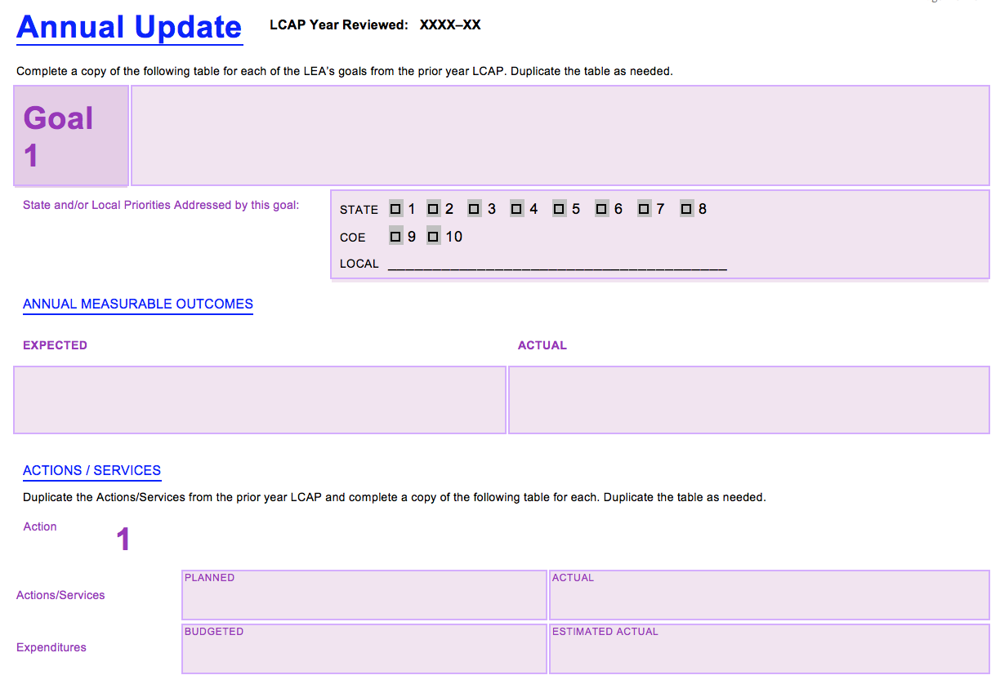 Annual Update LCAP Year Reviewed: XXXX–XX
Complete a copy of the following table for each of the LEA's goals from the prior year LCAP. Duplicate the table as needed.
Goal
1
State and/or Local Priorities Addressed by this goal:
STATE 1 2 3 4 5 6 7 8
COE 9 10
LOCAL ______________________________________
ANNUAL MEASURABLE OUTCOMES
EXPECTED ACTUAL
ACTIONS / SERVICES
Duplicate the Actions/Services from the prior year LCAP and complete a copy of the following table for each. Duplicate the table as needed.
Action 1
Actions/Services PLANNED ACTUAL
Expenditures BUDGETED ESTIMATED ACTUAL